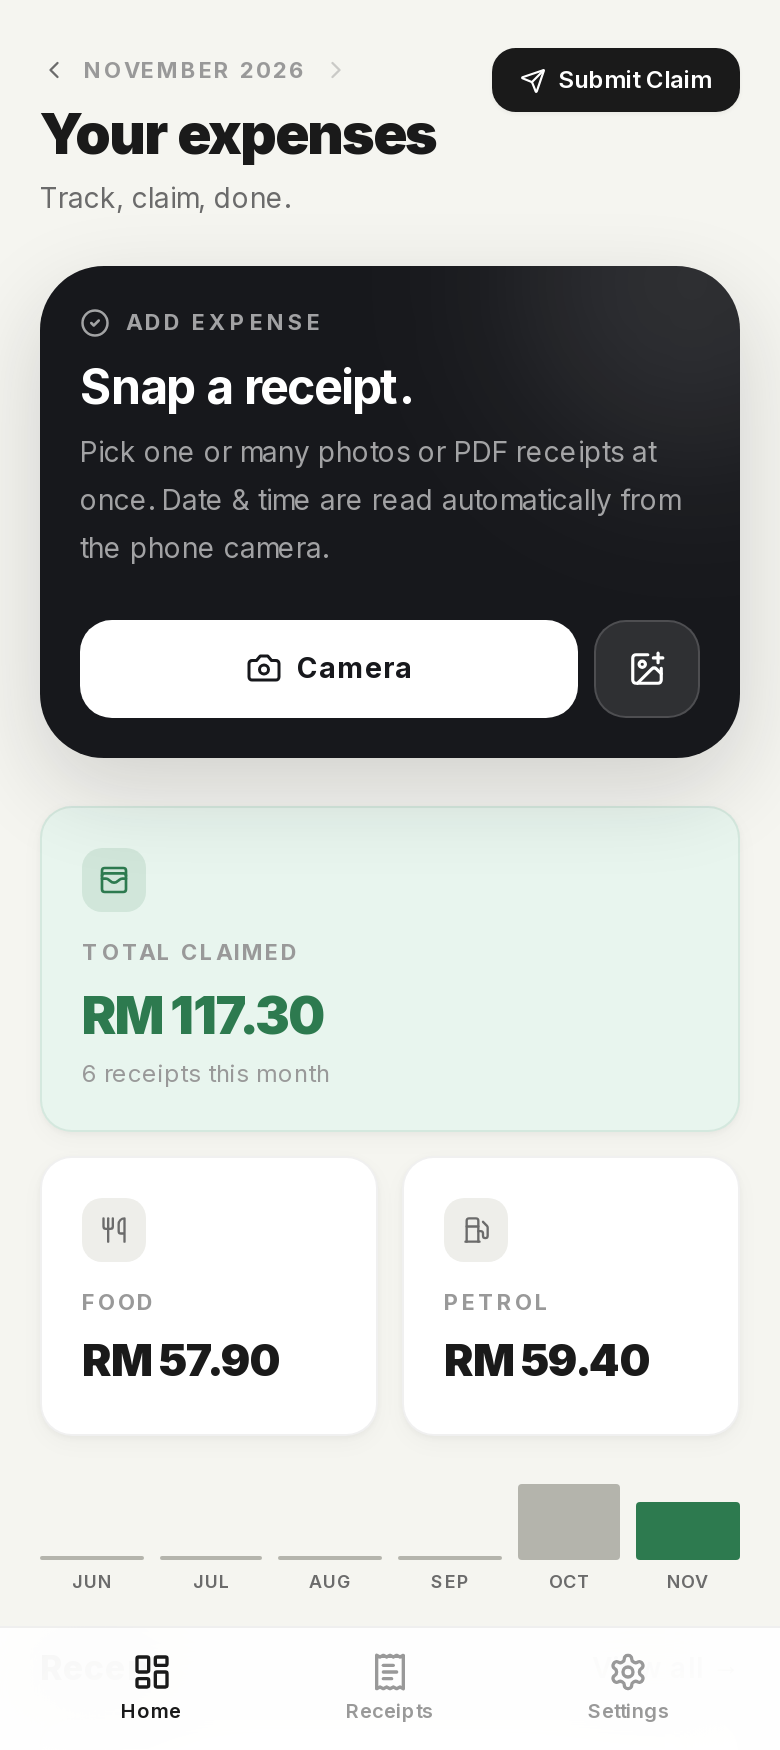 NOVEMBER 2026
Submit Claim
Your expenses
Track, claim, done.
ADD EXPENSE
Snap a receipt.
Pick one or many photos or PDF receipts at
once. Date & time are read automatically from
the phone camera.
Camera
TOTAL CLAIMED
RM 117.30
6 receipts this month
FOOD
RM 57.90
PETROL
RM 59.40
JUN JUL AUG SEP OCT NOV
Home Receipts Settings